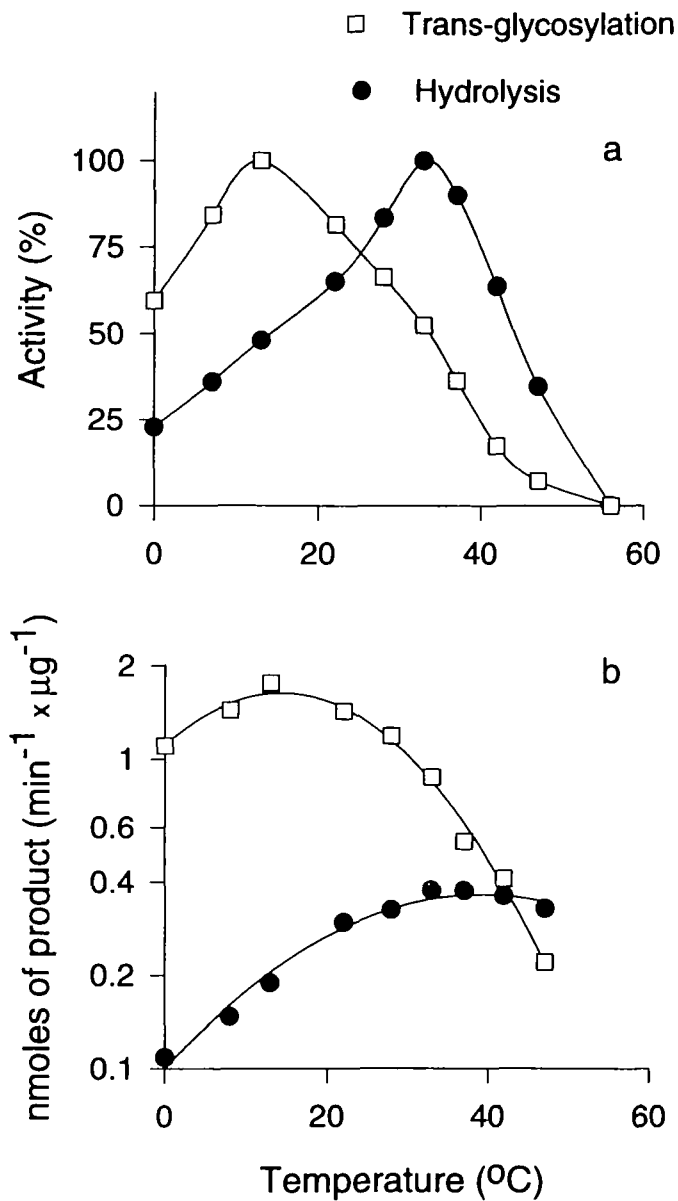 Trans-glycosylation
Hydrolysis
a
100
75
50
25
0
Activity (%)
0 20 40 60
b
2
1
0.6
0.4
0.2
0.1
nmoles of product (min⁻¹ x µg⁻¹)
0 20 40 60
Temperature (ºC)